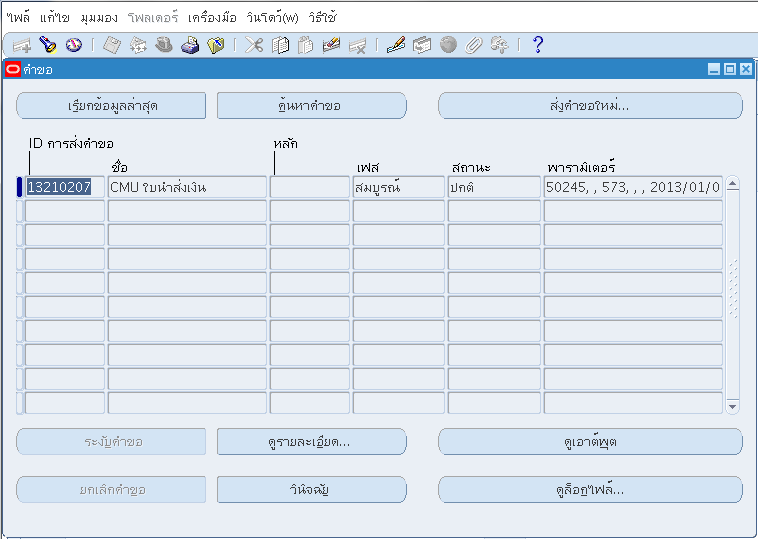 ไฟล์ แก้ไข มุมมอง โฟลเดอร์ เครื่องมือ วินโดว์(W) วิธีใช้
คำขอ
เรียกข้อมูลล่าสุด ค้นหาคำขอ ส่งคำขอใหม่...
ID การส่งคำขอ หลัก
ชื่อ เฟส สถานะ พารามิเตอร์
13210207 CMU ใบนำส่งเงิน สมบูรณ์ ปกติ 50245, , 573, , , 2013/01/0
ระงับคำขอ ดูรายละเอียด... ดูเอาต์พุต
ยกเลิกคำขอ วินิจฉัย ดูล็อกไฟล์...